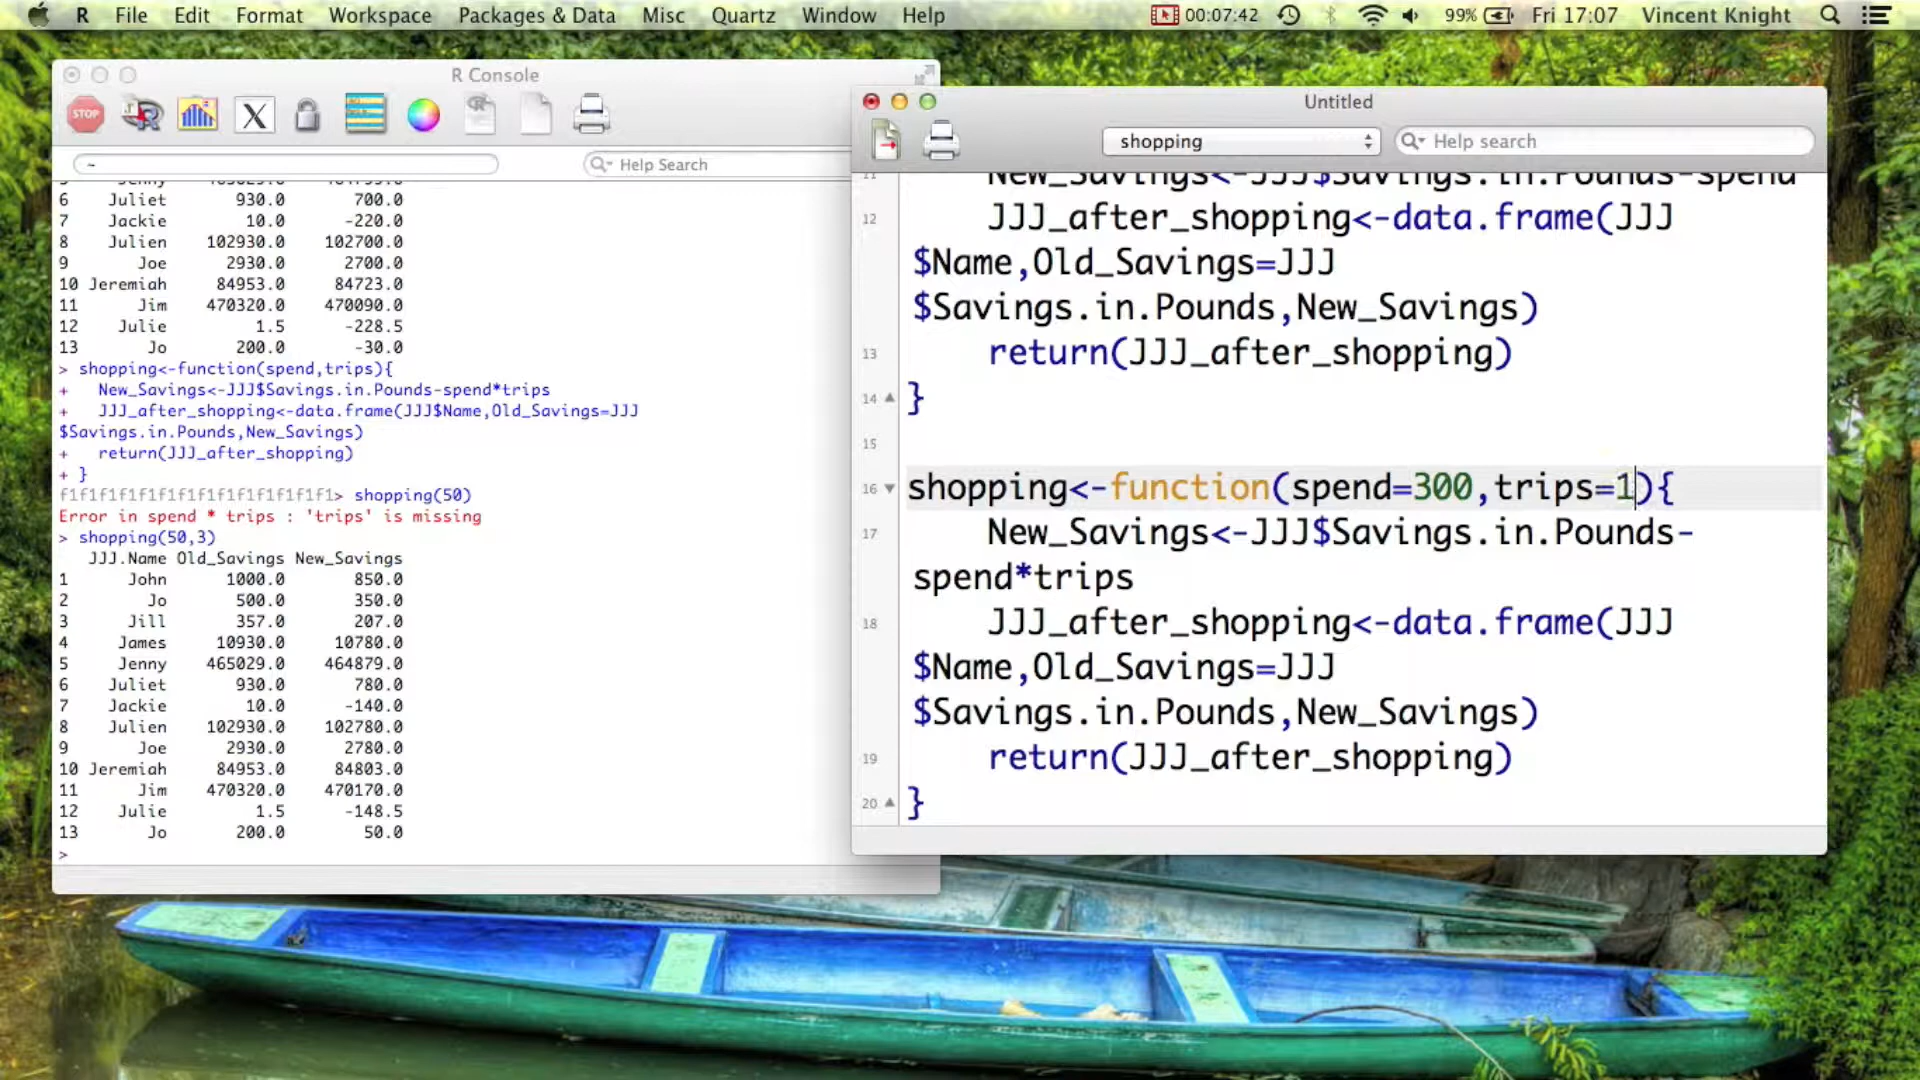 R File Edit Format Workspace Packages & Data Misc Quartz Window Help 00:07:42 99% Fri 17:07 Vincent Knight
R Console
STOP
~ Help Search
6 Juliet 930.0 700.0
7 Jackie 10.0 -220.0
8 Julien 102930.0 102700.0
9 Joe 2930.0 2700.0
10 Jeremiah 84953.0 84723.0
11 Jim 470320.0 470090.0
12 Julie 1.5 -228.5
13 Jo 200.0 -30.0
> shopping<-function(spend,trips){
+ New_Savings<-JJJ$Savings.in.Pounds-spend*trips
+ JJJ_after_shopping<-data.frame(JJJ$Name,Old_Savings=JJJ
$Savings.in.Pounds,New_Savings)
+ return(JJJ_after_shopping)
+ }
f1f1f1f1f1f1f1f1f1f1f1f1f1f1> shopping(50)
Error in spend * trips : 'trips' is missing
> shopping(50,3)
JJJ.Name Old_Savings New_Savings
1 John 1000.0 850.0
2 Jo 500.0 350.0
3 Jill 357.0 207.0
4 James 10930.0 10780.0
5 Jenny 465029.0 464879.0
6 Juliet 930.0 780.0
7 Jackie 10.0 -140.0
8 Julien 102930.0 102780.0
9 Joe 2930.0 2780.0
10 Jeremiah 84953.0 84803.0
11 Jim 470320.0 470170.0
12 Julie 1.5 -148.5
13 Jo 200.0 50.0
>
Untitled
shopping Help search
11 New_Savings<-JJJ$Savings.in.Pounds-spend
12 JJJ_after_shopping<-data.frame(JJJ
$Name,Old_Savings=JJJ
$Savings.in.Pounds,New_Savings)
13 return(JJJ_after_shopping)
14 }
15
16 shopping<-function(spend=300,trips=1){
17 New_Savings<-JJJ$Savings.in.Pounds-
spend*trips
18 JJJ_after_shopping<-data.frame(JJJ
$Name,Old_Savings=JJJ
$Savings.in.Pounds,New_Savings)
19 return(JJJ_after_shopping)
20 }